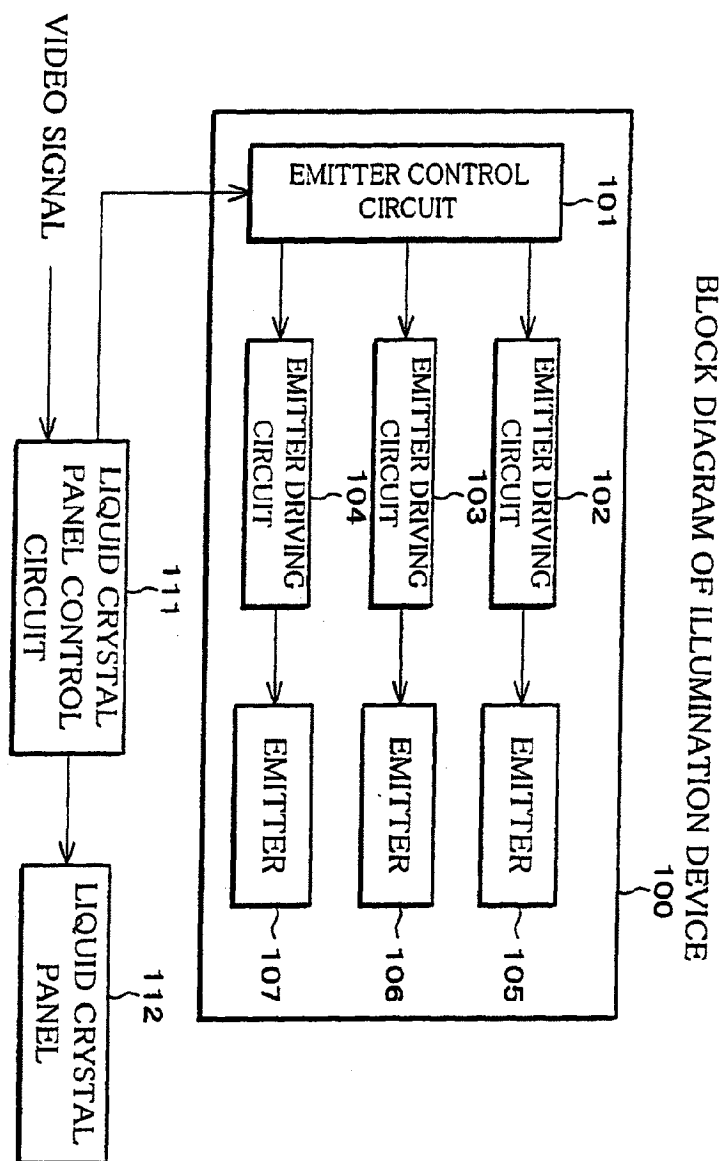 BLOCK DIAGRAM OF ILLUMINATION DEVICE
100
101
EMITTER CONTROL
CIRCUIT
102
EMITTER DRIVING
CIRCUIT
105
EMITTER
103
EMITTER DRIVING
CIRCUIT
106
EMITTER
104
EMITTER DRIVING
CIRCUIT
107
EMITTER
VIDEO SIGNAL
111
LIQUID CRYSTAL
PANEL CONTROL
CIRCUIT
112
LIQUID CRYSTAL
PANEL